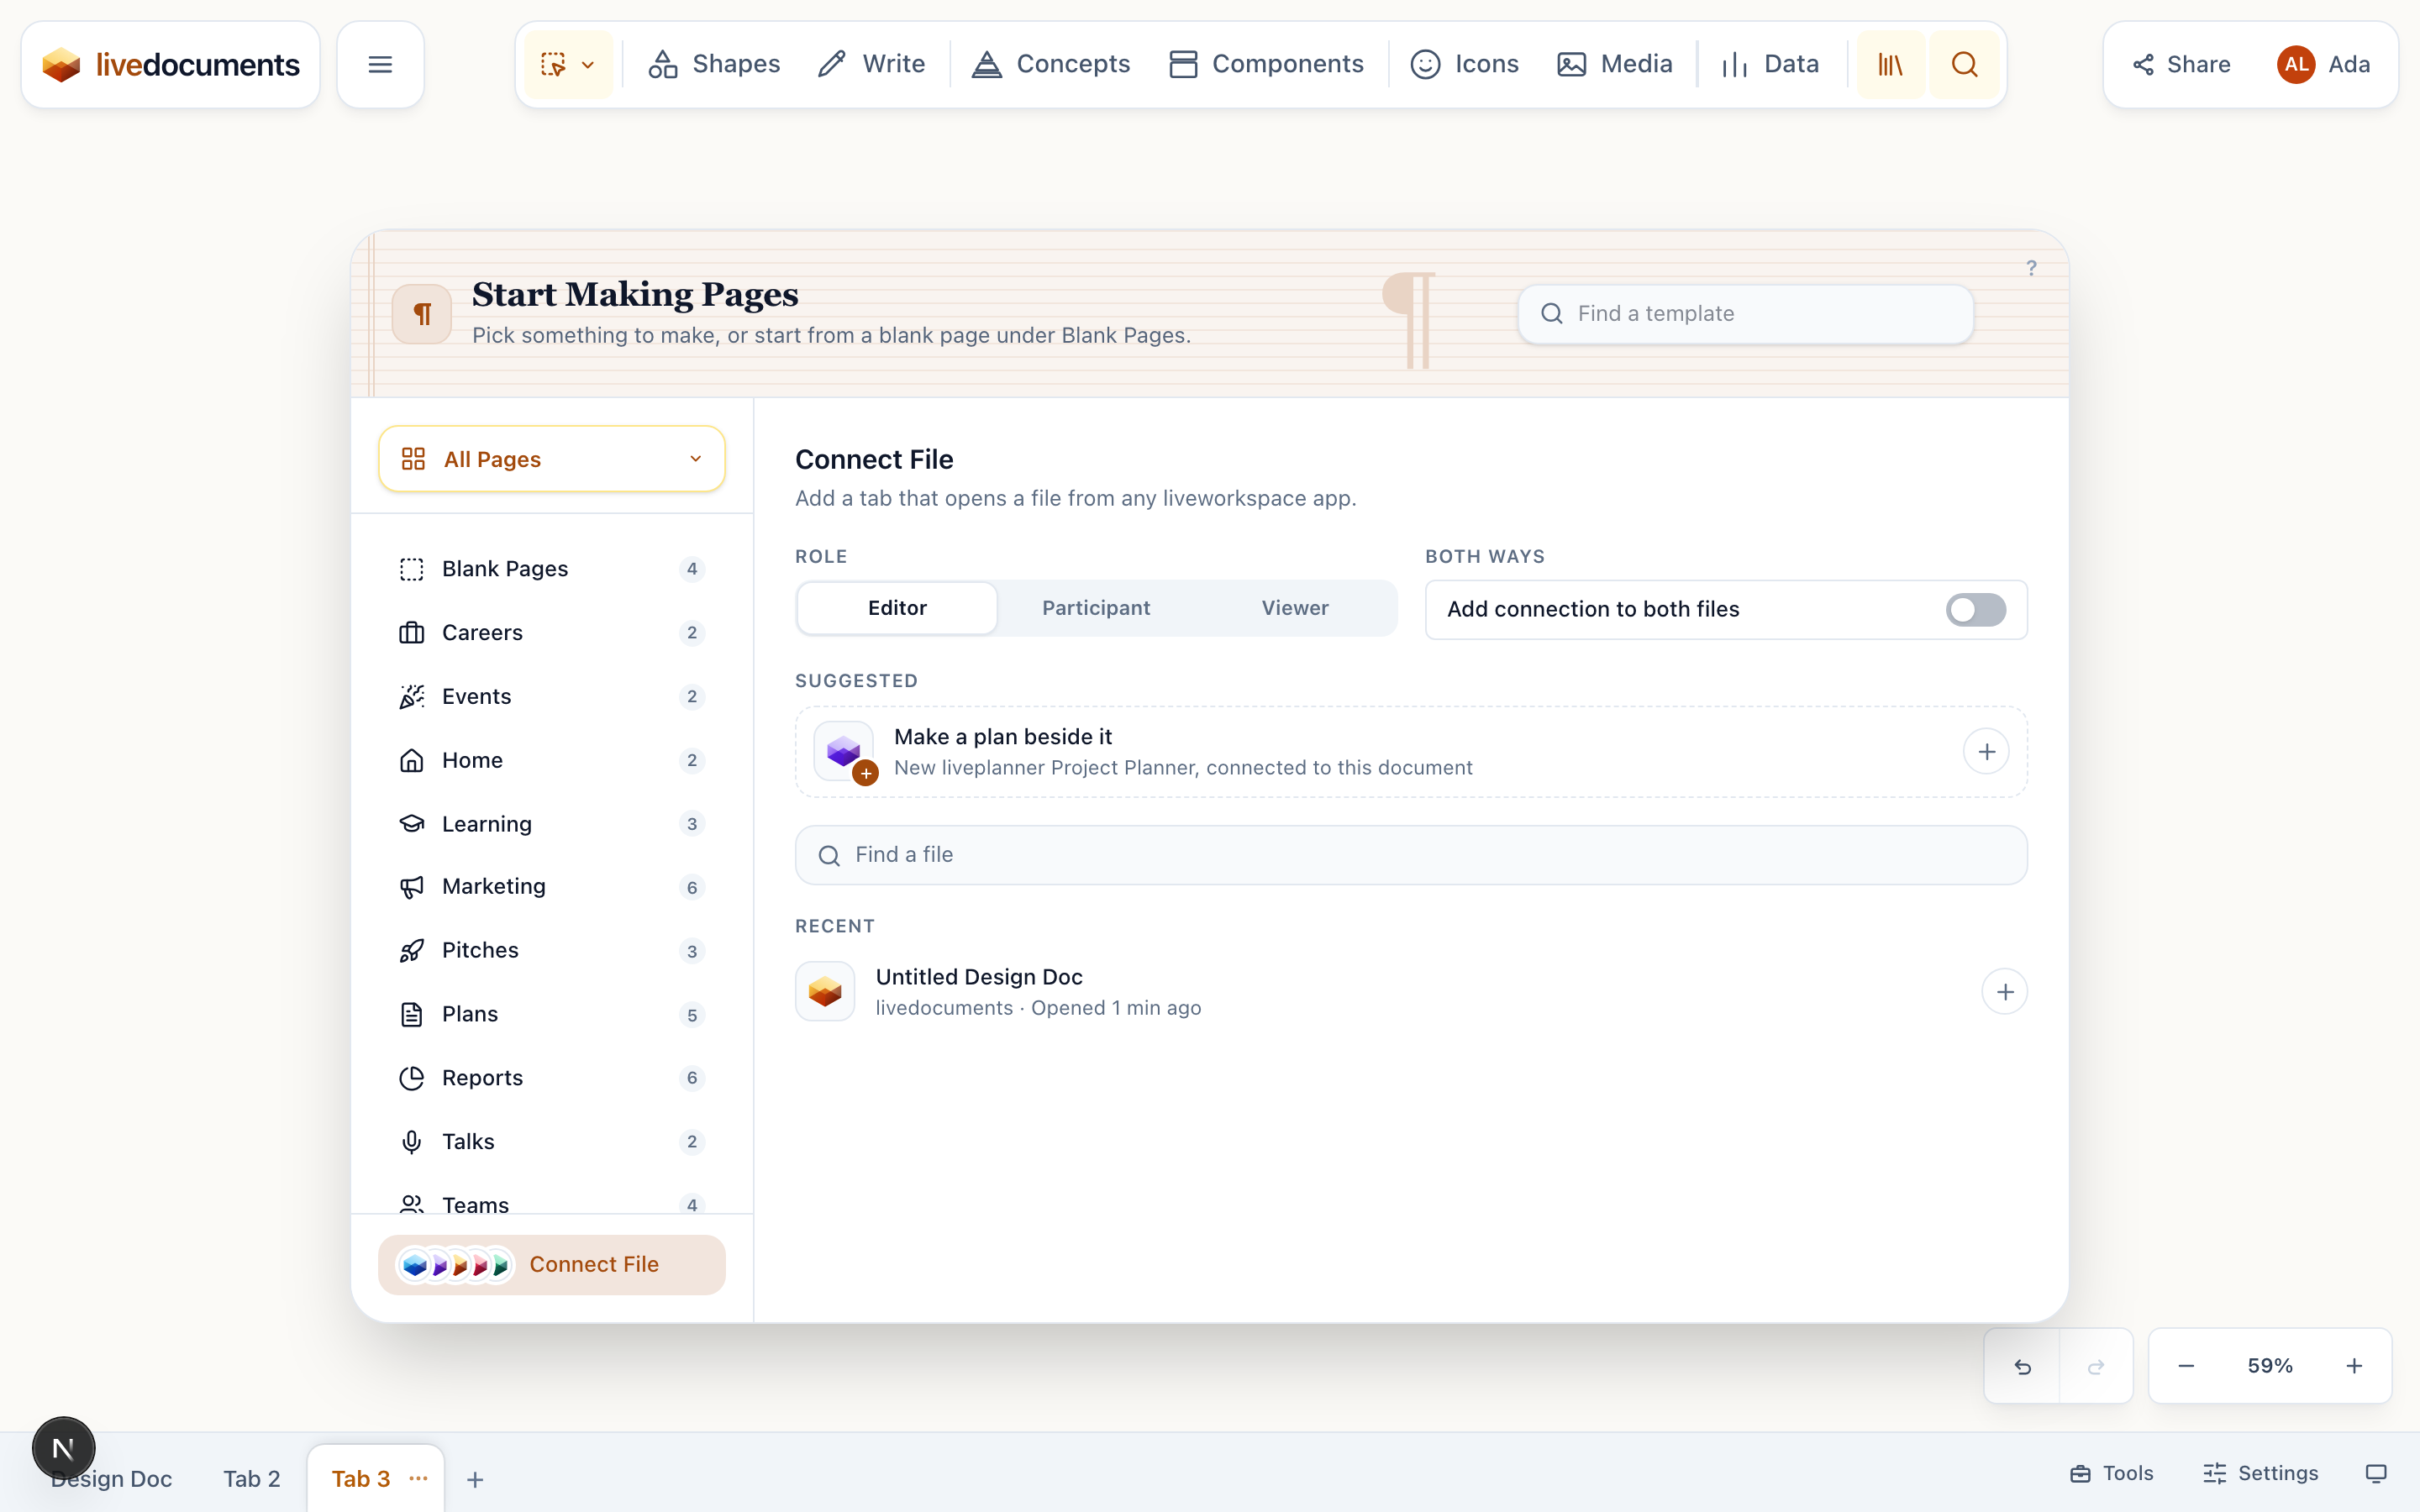 livedocuments
Shapes
Write
Concepts
Components
Icons
Media
Data
Share
AL
Ada
¶
Start Making Pages
Pick something to make, or start from a blank page under Blank Pages.
¶
Find a template
?
All Pages
Blank Pages 4
Careers 2
Events 2
Home 2
Learning 3
Marketing 6
Pitches 3
Plans 5
Reports 6
Talks 2
Teams 4
Connect File
Connect File
Add a tab that opens a file from any liveworkspace app.
ROLE
Editor
Participant
Viewer
BOTH WAYS
Add connection to both files
SUGGESTED
Make a plan beside it
New liveplanner Project Planner, connected to this document
Find a file
RECENT
Untitled Design Doc
livedocuments · Opened 1 min ago
59%
N
Design Doc
Tab 2
Tab 3
Tools
Settings